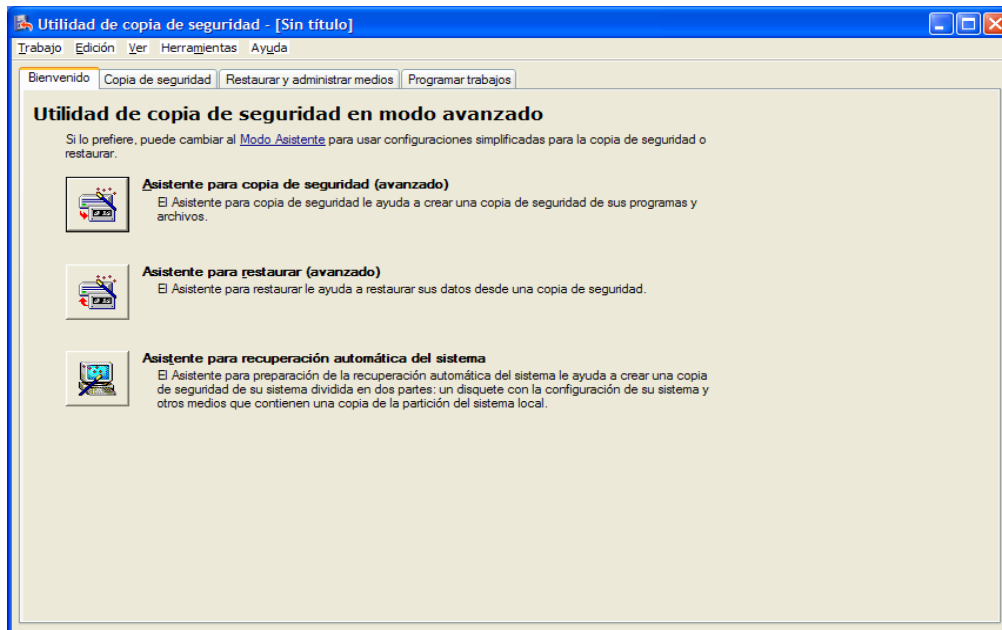 Utilidad de copia de seguridad - [Sin título]
Trabajo Edición Ver Herramientas Ayuda
Bienvenido Copia de seguridad Restaurar y administrar medios Programar trabajos
Utilidad de copia de seguridad en modo avanzado
Si lo prefiere, puede cambiar al Modo Asistente para usar configuraciones simplificadas para la copia de seguridad o
restaurar.
Asistente para copia de seguridad (avanzado)
El Asistente para copia de seguridad le ayuda a crear una copia de seguridad de sus programas y
archivos.
Asistente para restaurar (avanzado)
El Asistente para restaurar le ayuda a restaurar sus datos desde una copia de seguridad.
Asistente para recuperación automática del sistema
El Asistente para preparación de la recuperación automática del sistema le ayuda a crear una copia
de seguridad de su sistema dividida en dos partes: un disquete con la configuración de su sistema y
otros medios que contienen una copia de la partición del sistema local.